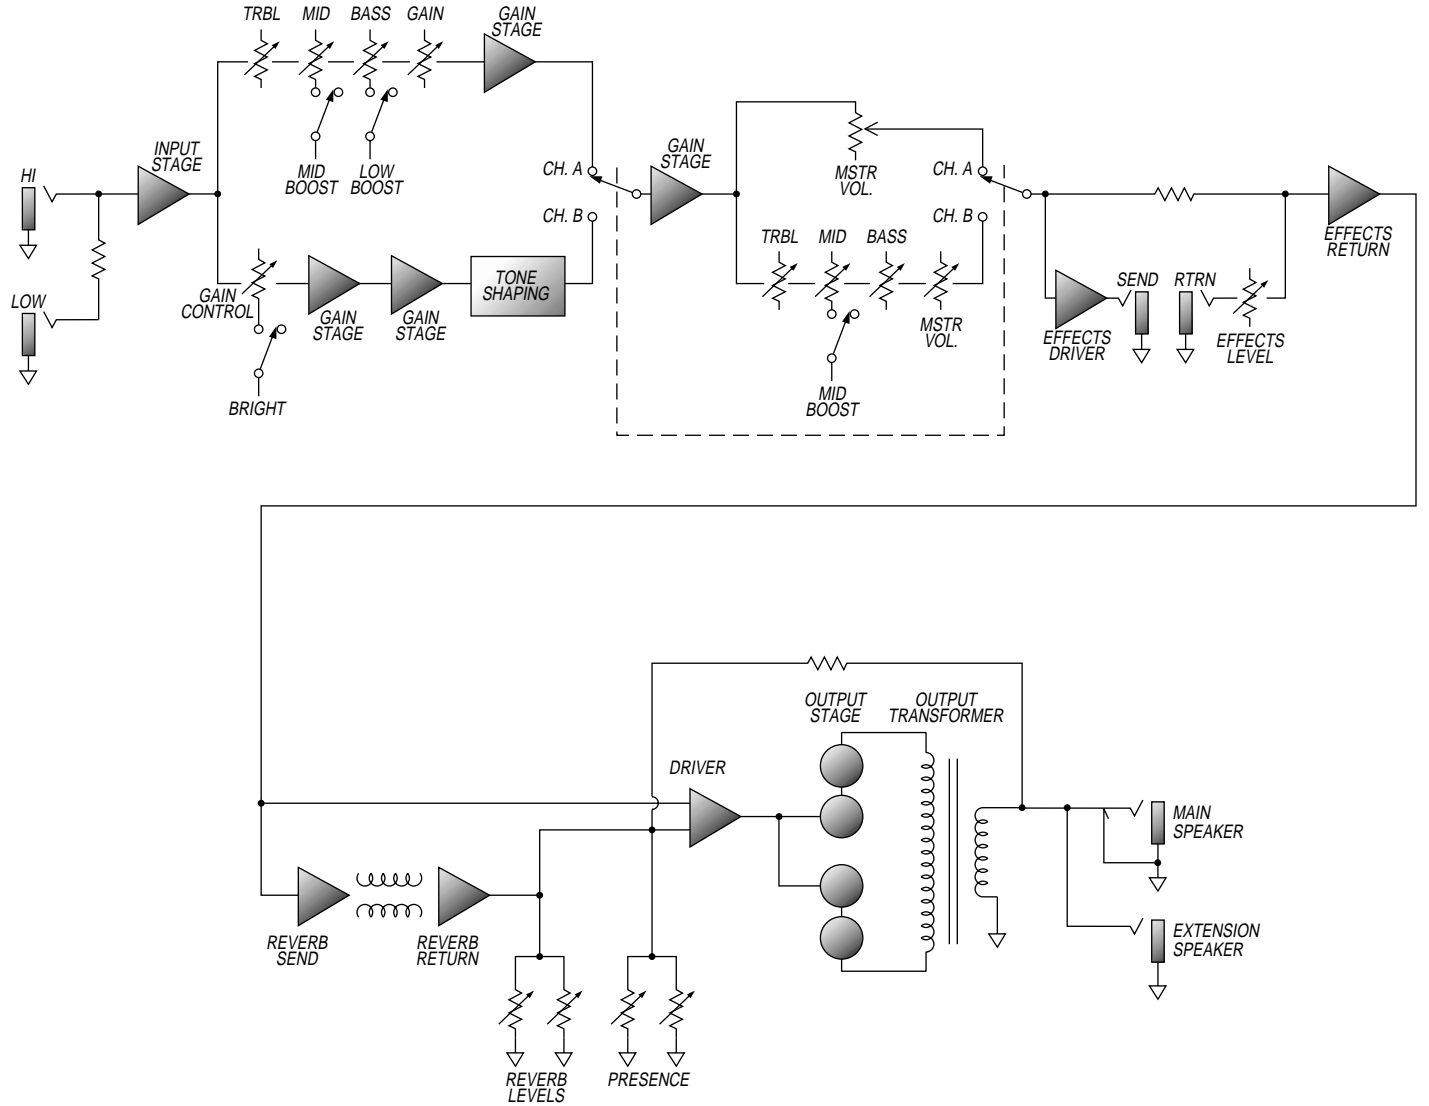 TRBL
MID
BASS
GAIN
GAIN
STAGE
INPUT
STAGE
HI
MID
BOOST
LOW
BOOST
CH. A
CH. B
GAIN
STAGE
MSTR
VOL.
CH. A
CH. B
EFFECTS
RETURN
LOW
GAIN
CONTROL
GAIN
STAGE
GAIN
STAGE
TONE
SHAPING
TRBL
MID
BASS
MSTR
VOL.
SEND
RTRN
EFFECTS
DRIVER
EFFECTS
LEVEL
BRIGHT
MID
BOOST
OUTPUT
STAGE
OUTPUT
TRANSFORMER
DRIVER
MAIN
SPEAKER
REVERB
SEND
REVERB
RETURN
EXTENSION
SPEAKER
REVERB
LEVELS
PRESENCE